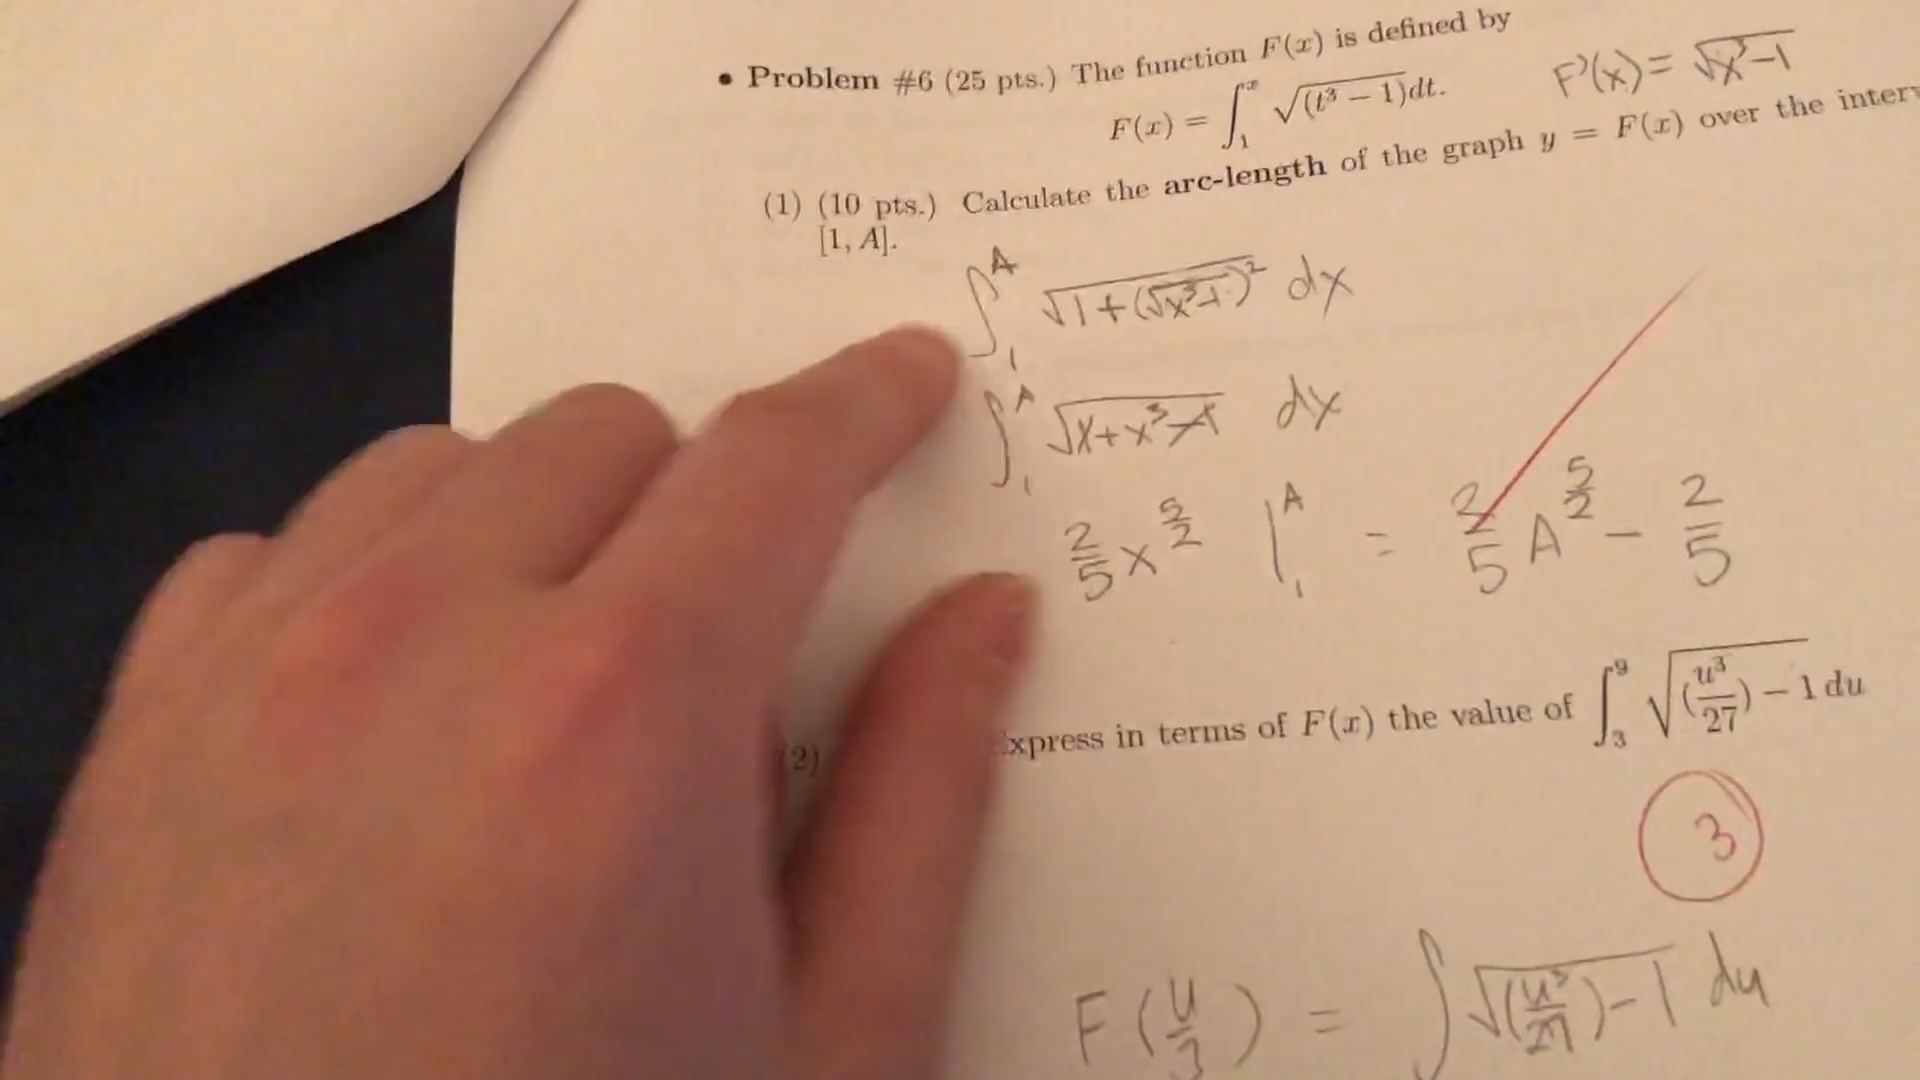 • Problem #6 (25 pts.) The function F(x) is defined by
F(x) = ∫₁ˣ √(t³ − 1)dt.
F'(x) = √x³−1
(1) (10 pts.) Calculate the arc-length of the graph y = F(x) over the
[1, A].
∫₁ᴬ √1+(√x³-1)² dx
∫₁ᴬ √1+x³-1 dx
2/5 x^5/2 |₁ᴬ = 2/5 A^5/2 − 2/5
(2) in terms of F(x) the value of ∫₃⁹ √(u³/27) − 1 du
3
F(u/3) = ∫√(u³/27)-1 du